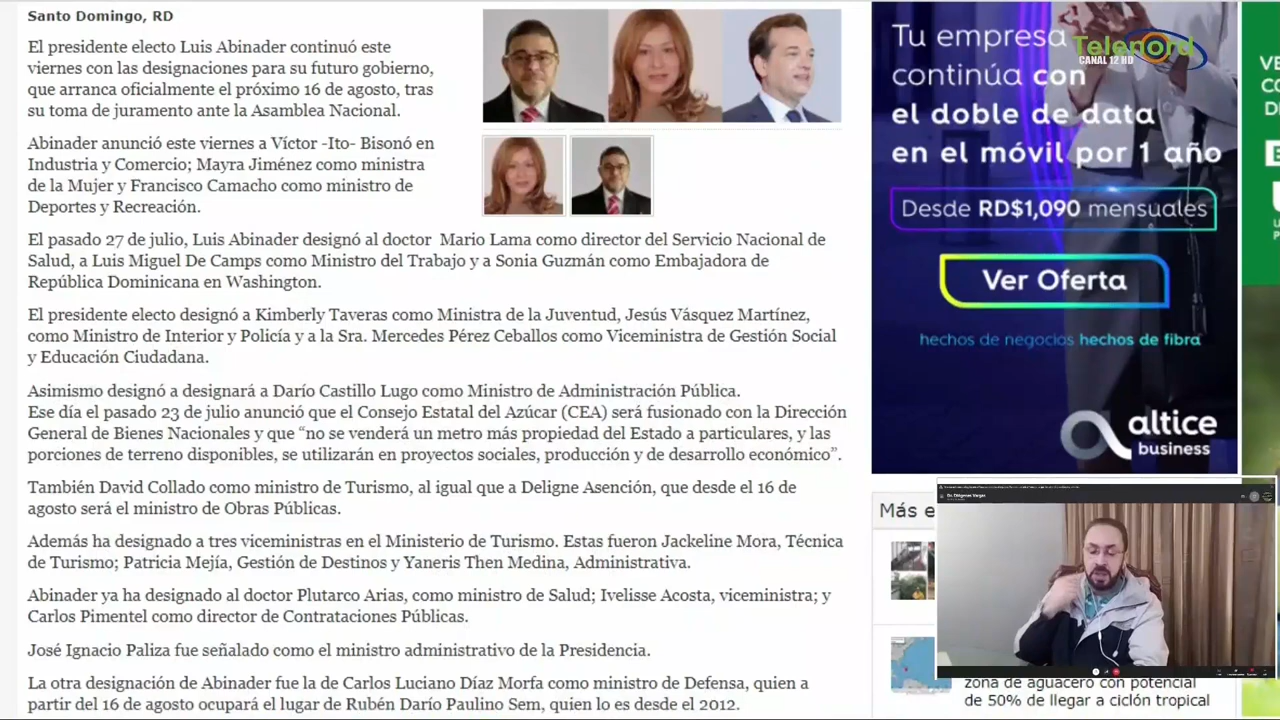 Santo Domingo, RD
El presidente electo Luis Abinader continuó este
viernes con las designaciones para su futuro gobierno,
que arranca oficialmente el próximo 16 de agosto, tras
su toma de juramento ante la Asamblea Nacional.
Abinader anunció este viernes a Víctor -Ito- Bisonó en
Industria y Comercio; Mayra Jiménez como ministra
de la Mujer y Francisco Camacho como ministro de
Deportes y Recreación.
El pasado 27 de julio, Luis Abinader designó al doctor Mario Lama como director del Servicio Nacional de
Salud, a Luis Miguel De Camps como Ministro del Trabajo y a Sonia Guzmán como Embajadora de
República Dominicana en Washington.
El presidente electo designó a Kimberly Taveras como Ministra de la Juventud, Jesús Vásquez Martínez,
como Ministro de Interior y Policía y a la Sra. Mercedes Pérez Ceballos como Viceministra de Gestión Social
y Educación Ciudadana.
Asimismo designó a designará a Darío Castillo Lugo como Ministro de Administración Pública.
Ese día el pasado 23 de julio anunció que el Consejo Estatal del Azúcar (CEA) será fusionado con la Dirección
General de Bienes Nacionales y que “no se venderá un metro más propiedad del Estado a particulares, y las
porciones de terreno disponibles, se utilizarán en proyectos sociales, producción y de desarrollo económico”.
También David Collado como ministro de Turismo, al igual que a Deligne Asención, que desde el 16 de
agosto será el ministro de Obras Públicas.
Además ha designado a tres viceministras en el Ministerio de Turismo. Estas fueron Jackeline Mora, Técnica
de Turismo; Patricia Mejía, Gestión de Destinos y Yaneris Then Medina, Administrativa.
Abinader ya ha designado al doctor Plutarco Arias, como ministro de Salud; Ivelisse Acosta, viceministra; y
Carlos Pimentel como director de Contrataciones Públicas.
José Ignacio Paliza fue señalado como el ministro administrativo de la Presidencia.
La otra designación de Abinader fue la de Carlos Luciano Díaz Morfa como ministro de Defensa, quien a
partir del 16 de agosto ocupará el lugar de Rubén Darío Paulino Sem, quien lo es desde el 2012.
Tu empresa
continúa con
el doble de data
en el móvil por 1 año
Desde RD$1,090 mensuales
Ver Oferta
hechos de negocios hechos de fibra
altice
business
Telenord
CANAL 12 HD
Más e
Dr. Diógenes Vargas
zona de aguacero con potencial
de 50% de llegar a ciclón tropical
VE
CO
D